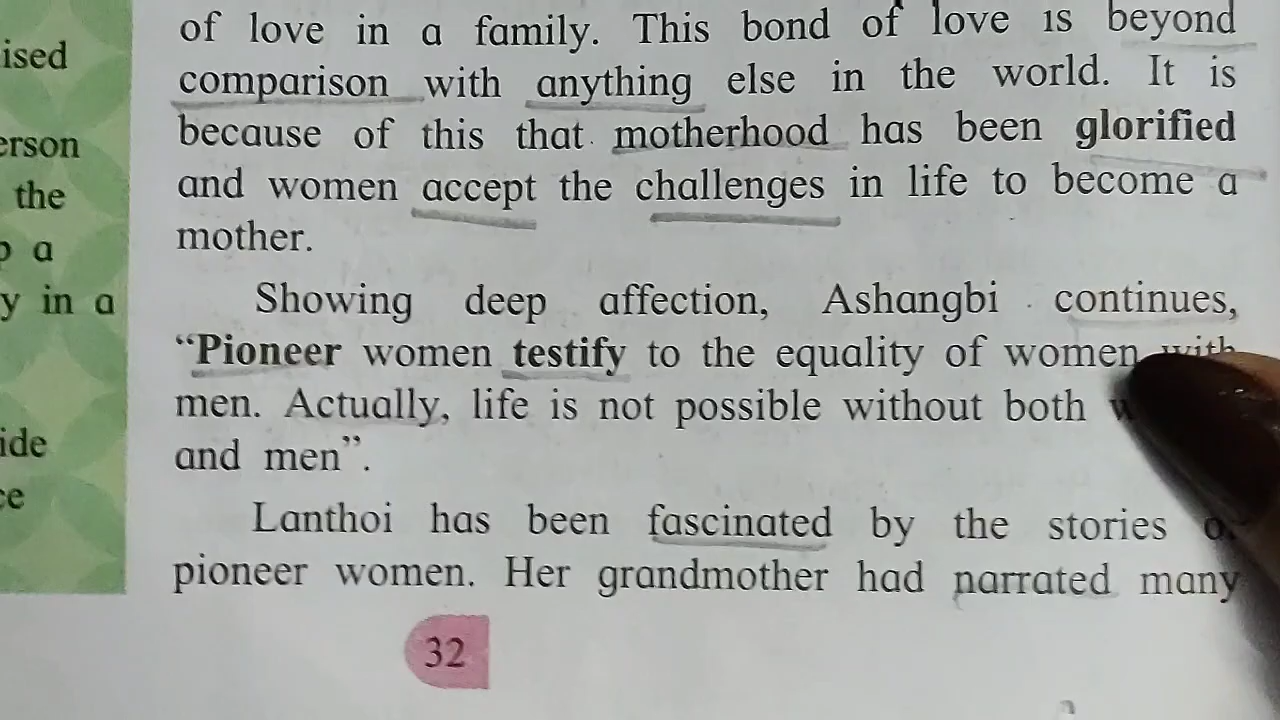 ised
erson
the
a
y in a
ide
ce
of love in a family. This bond of love is beyond
comparison with anything else in the world. It is
because of this that motherhood has been glorified
and women accept the challenges in life to become a
mother.
Showing deep affection, Ashangbi continues,
“Pioneer women testify to the equality of women with
men. Actually, life is not possible without both
and men”.
Lanthoi has been fascinated by the stories
pioneer women. Her grandmother had narrated many
32